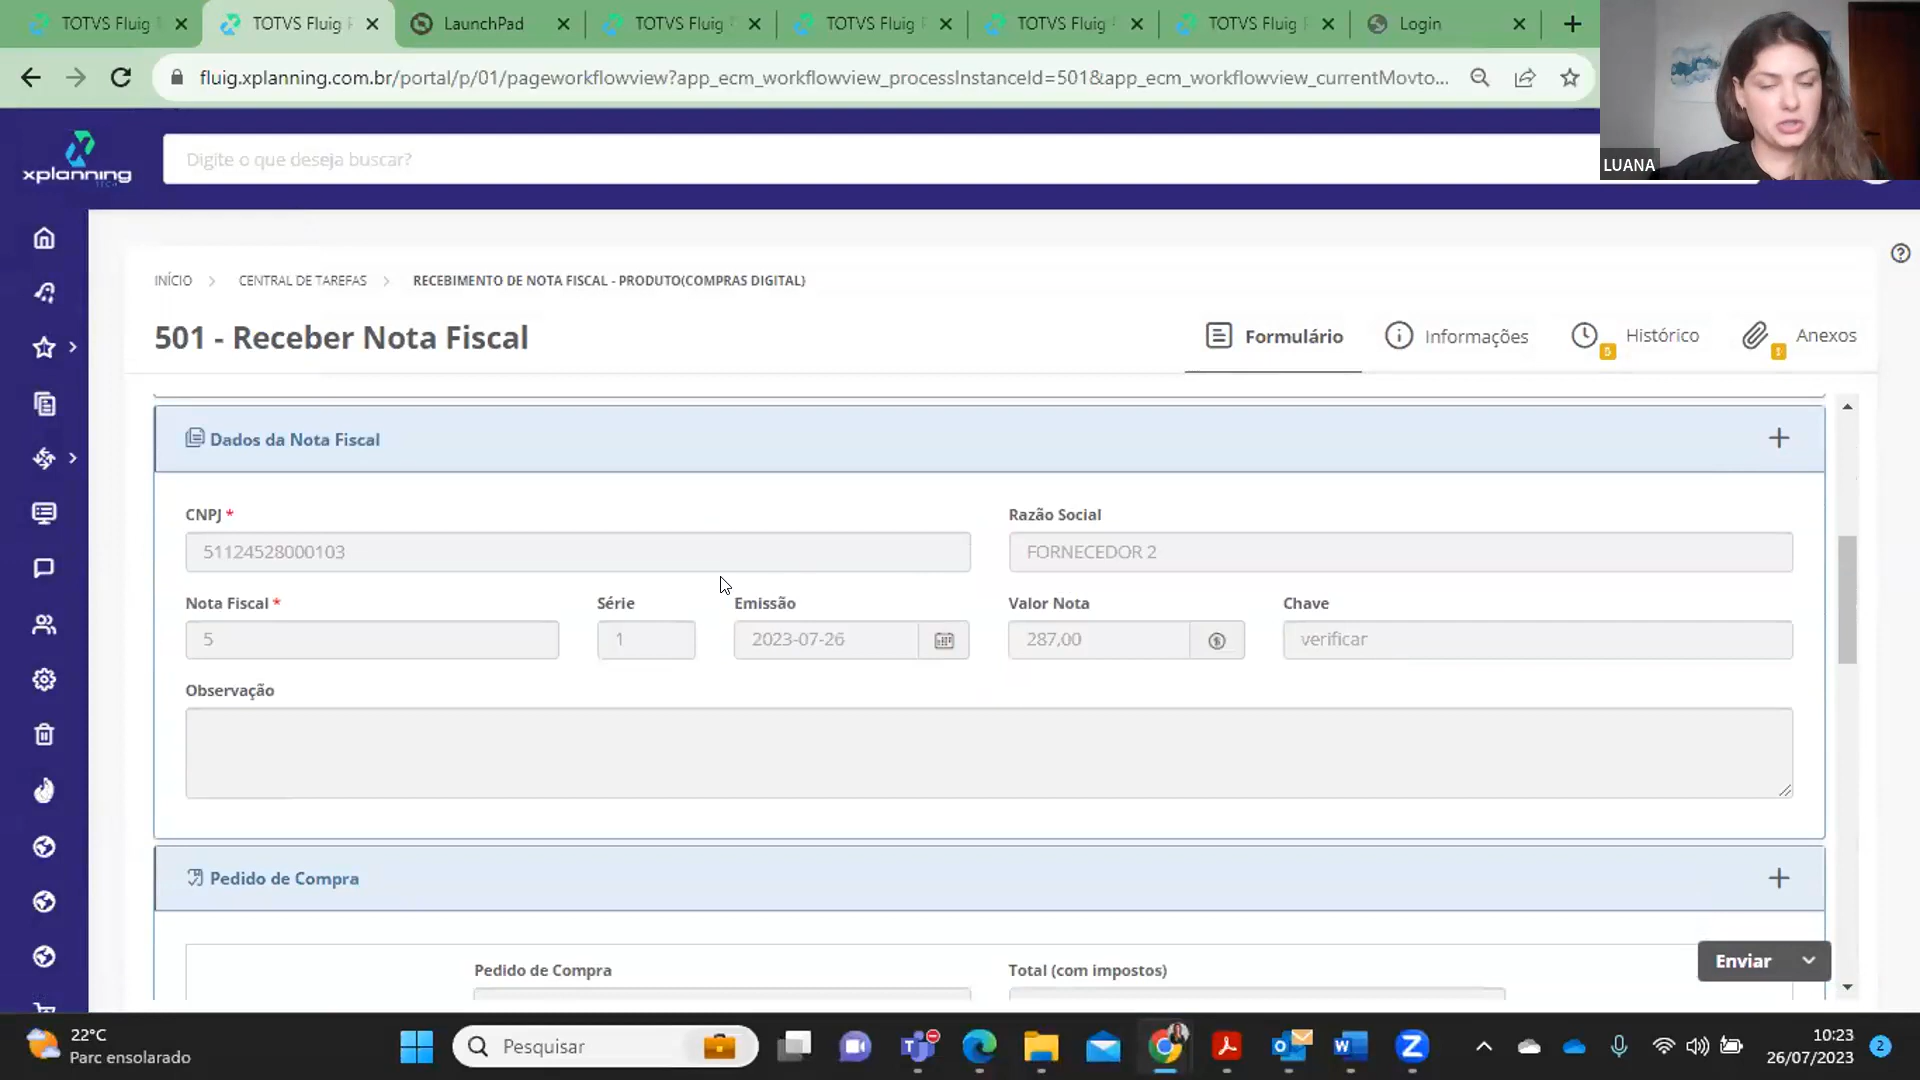 TOTVS Fluig
TOTVS Fluig
LaunchPad
TOTVS Fluig
TOTVS Fluig
TOTVS Fluig
TOTVS Fluig
Login
fluig.xplanning.com.br/portal/p/01/pageworkflowview?app_ecm_workflowview_processInstanceId=501&app_ecm_workflowview_currentMovto...
LUANA
xplanning
TECH
Digite o que deseja buscar?
INÍCIO > CENTRAL DE TAREFAS > RECEBIMENTO DE NOTA FISCAL - PRODUTO(COMPRAS DIGITAL)
501 - Receber Nota Fiscal
Formulário
Informações
5
Histórico
Anexos
Dados da Nota Fiscal
CNPJ *
Razão Social
51124528000103
FORNECEDOR 2
Nota Fiscal *
Série
Emissão
Valor Nota
Chave
5
1
2023-07-26
287,00
verificar
Observação
Pedido de Compra
Pedido de Compra
Total (com impostos)
Enviar
22°C
Parc ensolarado
Pesquisar
10:23
26/07/2023
2